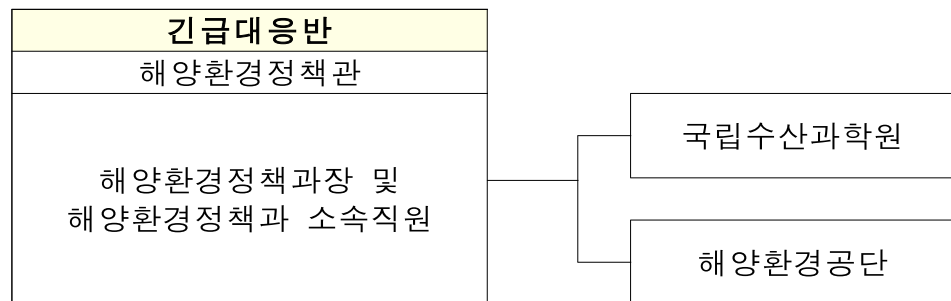 긴급대응반
해양환경정책관
해양환경정책과장 및
해양환경정책과 소속직원
국립수산과학원
해양환경공단